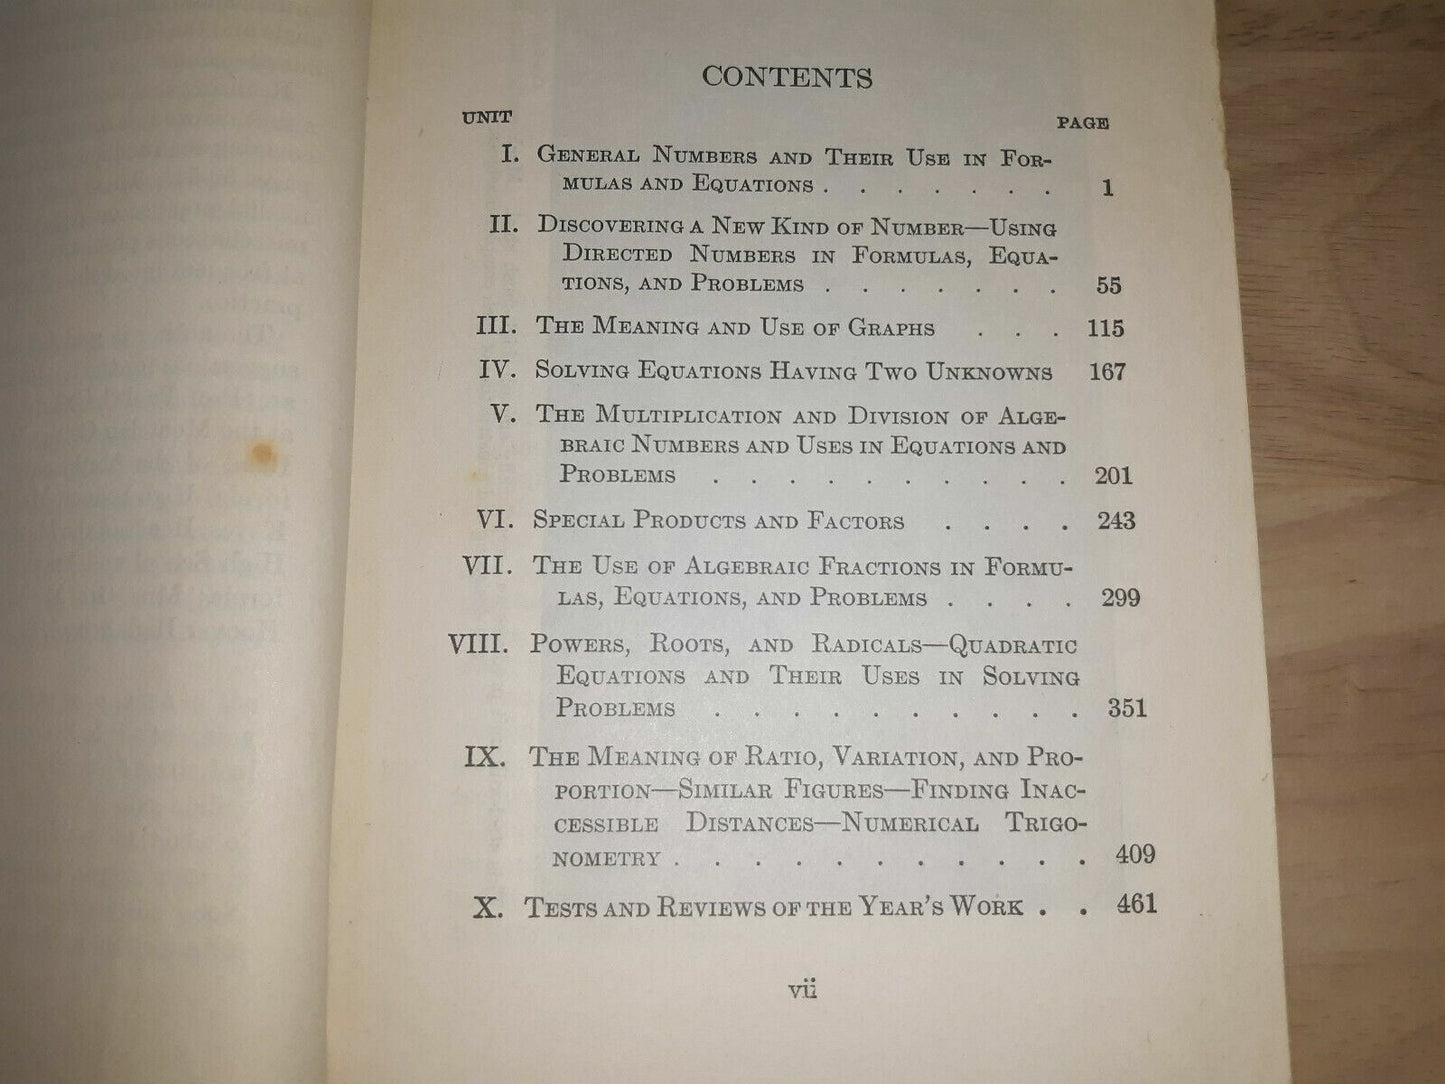 CONTENTS
UNIT PAGE
I. GENERAL NUMBERS AND THEIR USE IN FOR-
MULAS AND EQUATIONS . . . . . . . 1
II. DISCOVERING A NEW KIND OF NUMBER—USING
DIRECTED NUMBERS IN FORMULAS, EQUA-
TIONS, AND PROBLEMS . . . . . . . 55
III. THE MEANING AND USE OF GRAPHS . . . 115
IV. SOLVING EQUATIONS HAVING TWO UNKNOWNS 167
V. THE MULTIPLICATION AND DIVISION OF ALGE-
BRAIC NUMBERS AND USES IN EQUATIONS AND
PROBLEMS . . . . . . . . . . 201
VI. SPECIAL PRODUCTS AND FACTORS . . . . 243
VII. THE USE OF ALGEBRAIC FRACTIONS IN FORMU-
LAS, EQUATIONS, AND PROBLEMS . . . . 299
VIII. POWERS, ROOTS, AND RADICALS—QUADRATIC
EQUATIONS AND THEIR USES IN SOLVING
PROBLEMS . . . . . . . . . . 351
IX. THE MEANING OF RATIO, VARIATION, AND PRO-
PORTION—SIMILAR FIGURES—FINDING INAC-
CESSIBLE DISTANCES—NUMERICAL TRIGO-
NOMETRY . . . . . . . . . . . 409
X. TESTS AND REVIEWS OF THE YEAR'S WORK . . 461
vii